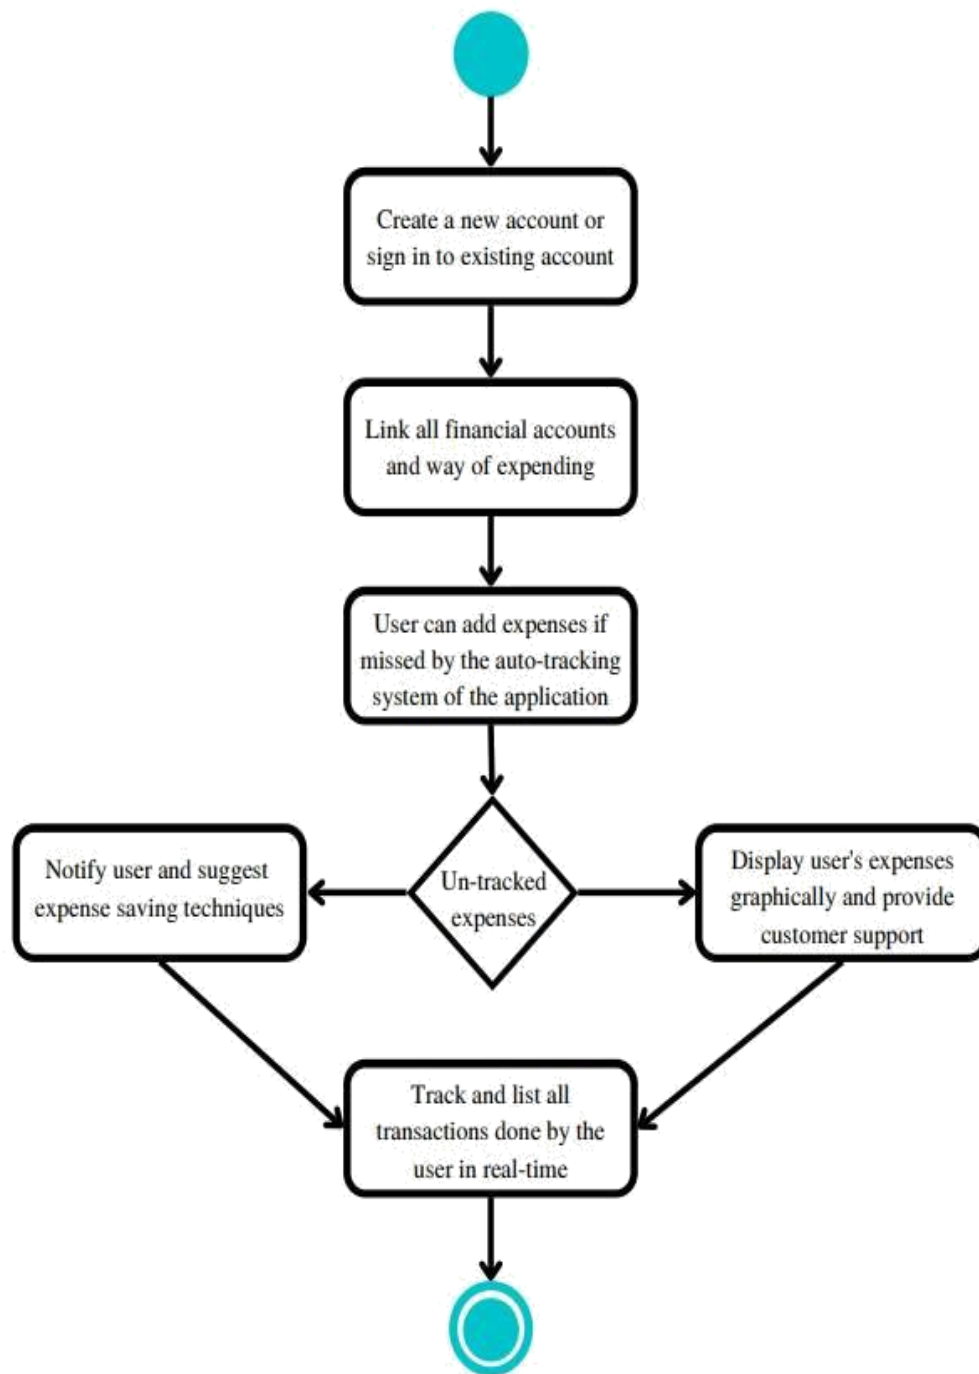 Create a new account or
sign in to existing account
Link all financial accounts
and way of expending
User can add expenses if
missed by the auto-tracking
system of the application
Un-tracked
expenses
Notify user and suggest
expense saving techniques
Display user's expenses
graphically and provide
customer support
Track and list all
transactions done by the
user in real-time